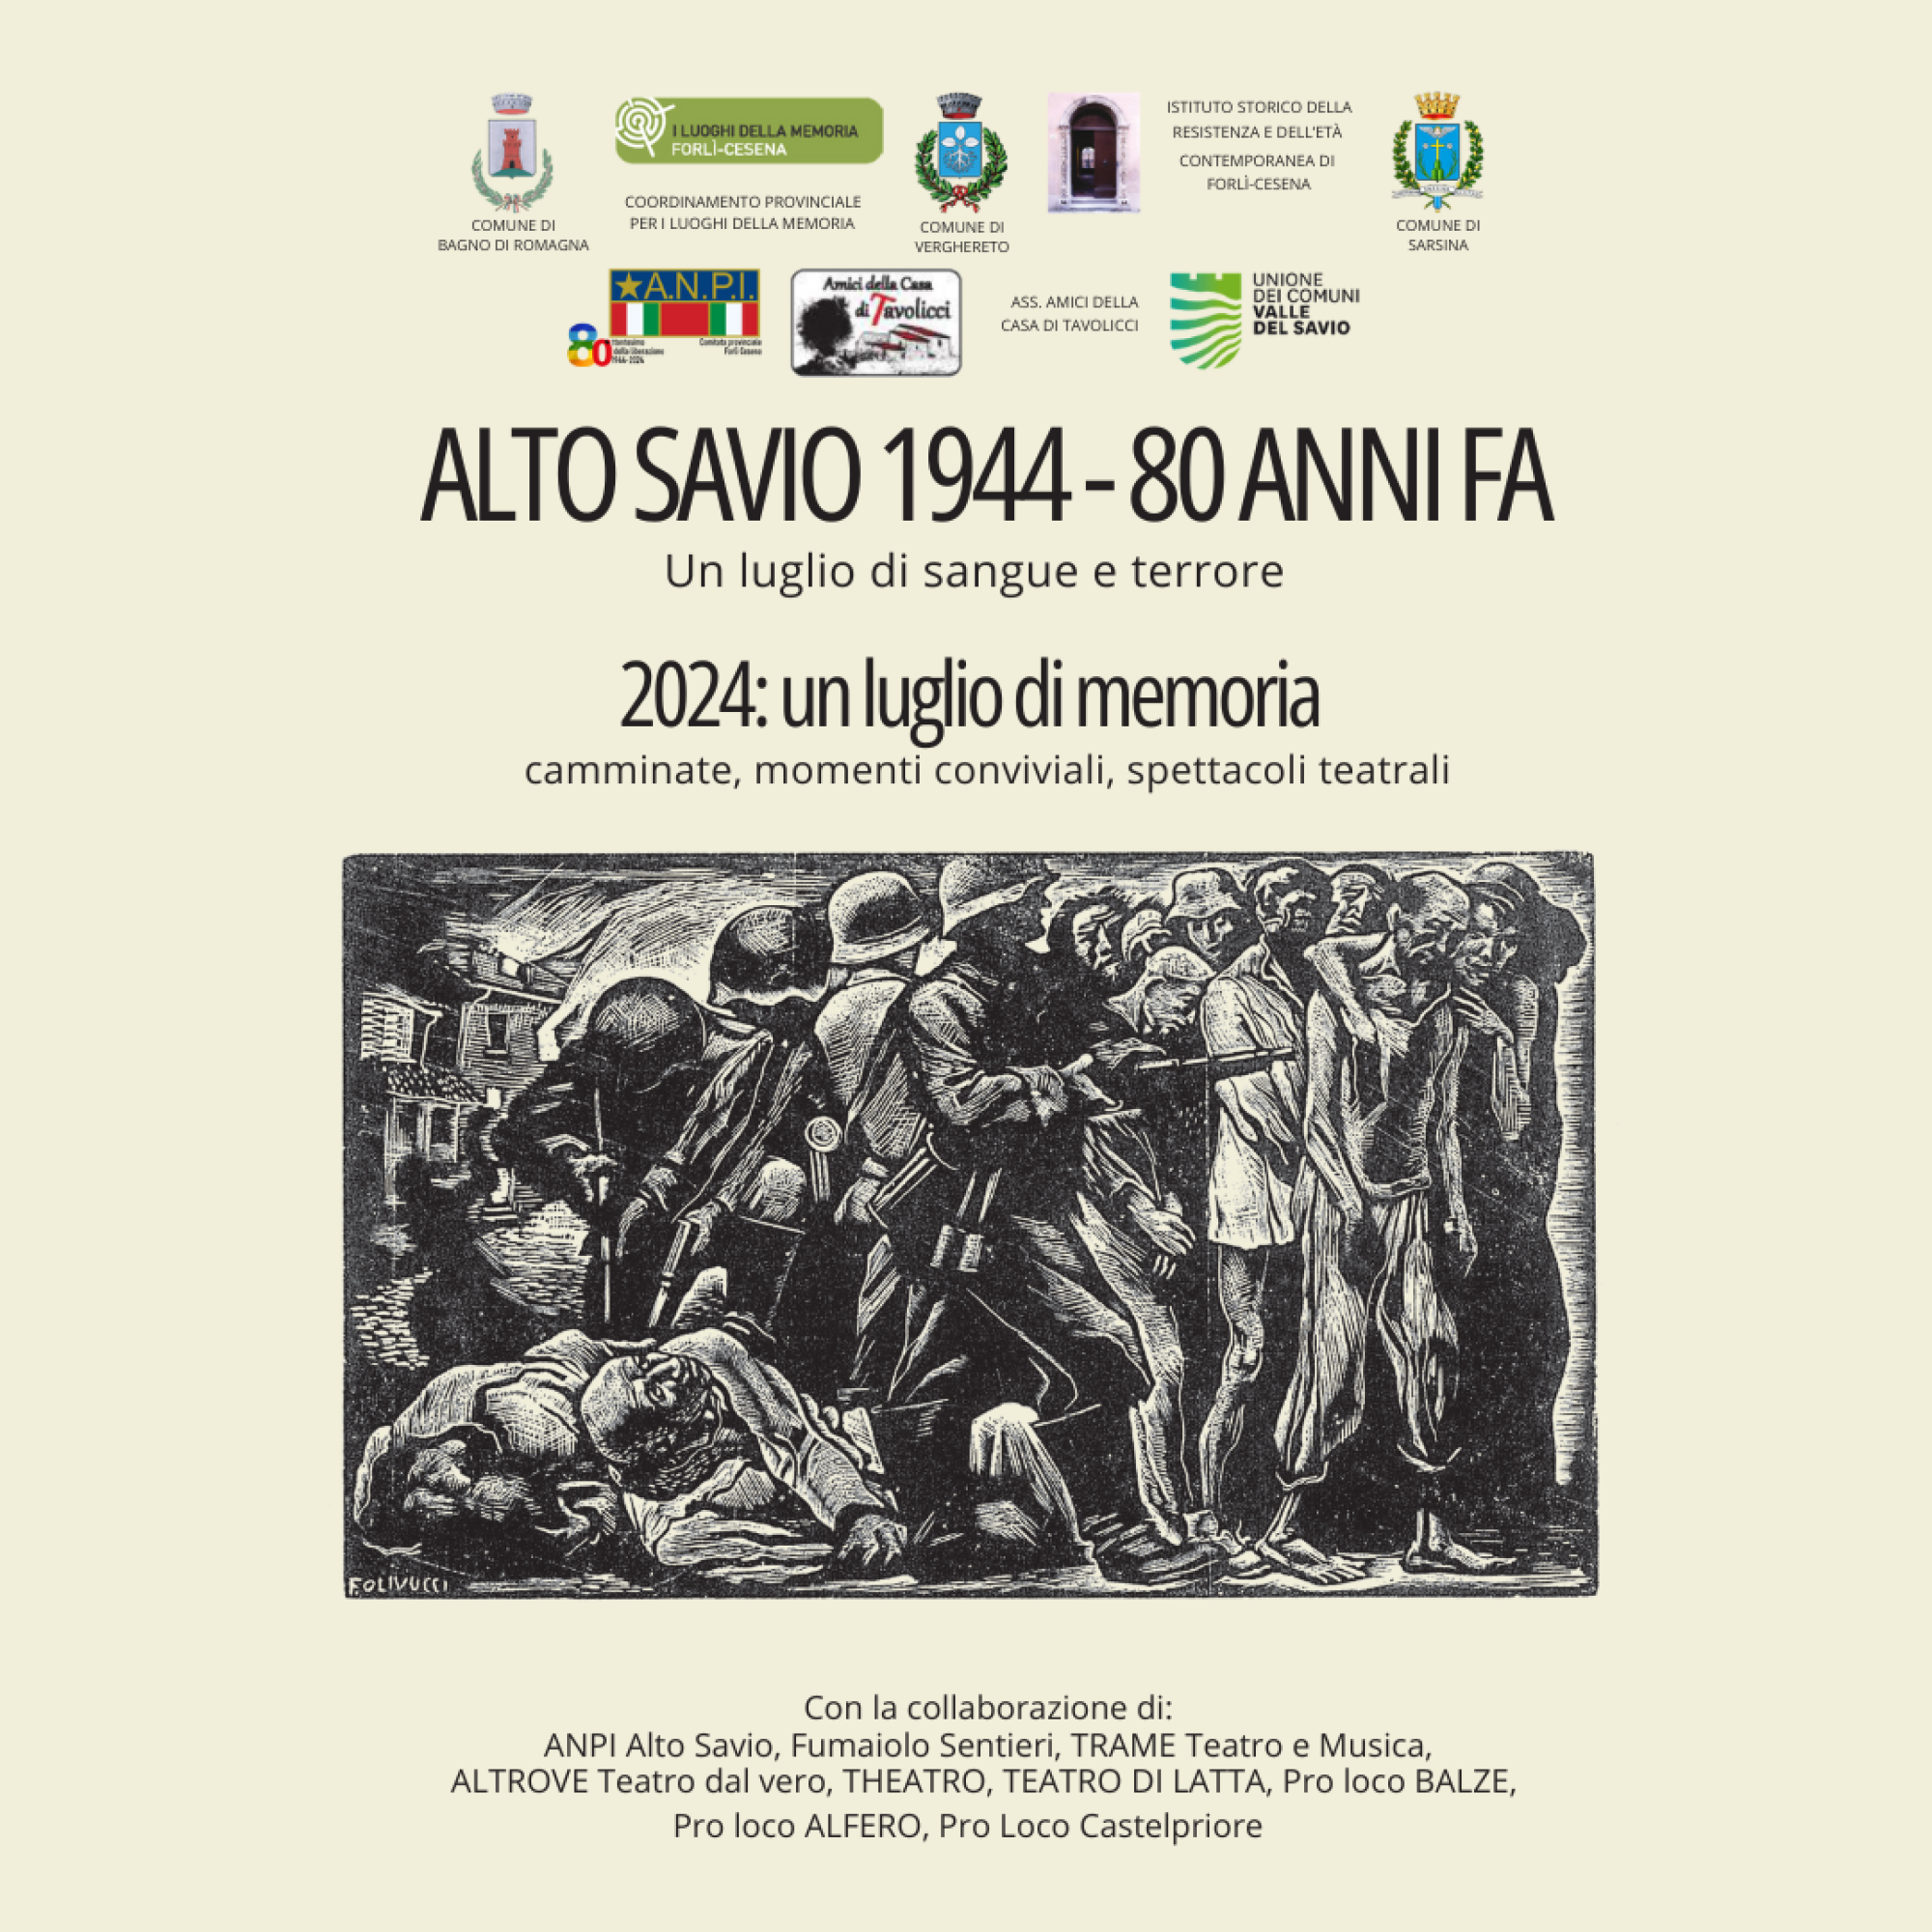 COMUNE DI
BAGNO DI ROMAGNA
I LUOGHI DELLA MEMORIA
FORLÌ-CESENA
COORDINAMENTO PROVINCIALE
PER I LUOGHI DELLA MEMORIA
COMUNE DI
VERGHERETO
ISTITUTO STORICO DELLA
RESISTENZA E DELL'ETÀ
CONTEMPORANEA DI
FORLÌ-CESENA
COMUNE DI
SARSINA
A.N.P.I.
80
della liberazione
1944-2024
Comitato provinciale
Forlì Cesena
Amici della Casa
di Tavolicci
ASS. AMICI DELLA
CASA DI TAVOLICCI
UNIONE
DEI COMUNI
VALLE
DEL SAVIO
ALTO SAVIO 1944 - 80 ANNI FA
Un luglio di sangue e terrore
2024: un luglio di memoria
camminate, momenti conviviali, spettacoli teatrali
F. OLIVUCCI
Con la collaborazione di:
ANPI Alto Savio, Fumaiolo Sentieri, TRAME Teatro e Musica,
ALTROVE Teatro dal vero, THEATRO, TEATRO DI LATTA, Pro loco BALZE,
Pro loco ALFERO, Pro Loco Castelpriore